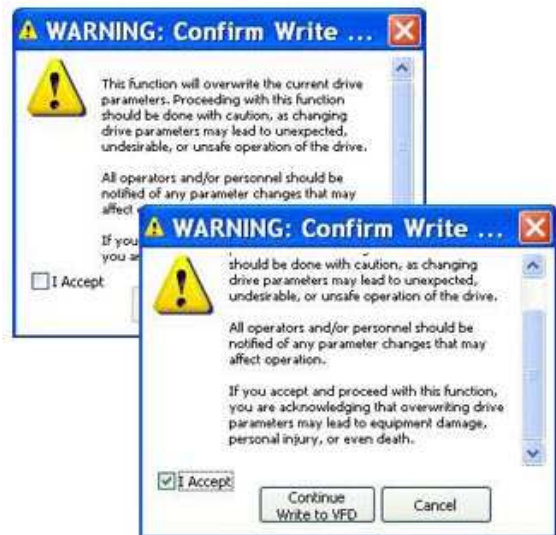 WARNING: Confirm Write ...
This function will overwrite the current drive
parameters. Proceeding with this function
should be done with caution, as changing
drive parameters may lead to unexpected,
undesirable, or unsafe operation of the drive.
All operators and/or personnel should be
notified of any parameter changes that may
affect
If you
you
I Accept
WARNING: Confirm Write ...
should be done with caution, as changing
drive parameters may lead to unexpected,
undesirable, or unsafe operation of the drive.
All operators and/or personnel should be
notified of any parameter changes that may
affect operation.
If you accept and proceed with this function,
you are acknowledging that overwriting drive
parameters may lead to equipment damage,
personal injury, or even death.
I Accept
Continue
Write to VFD
Cancel